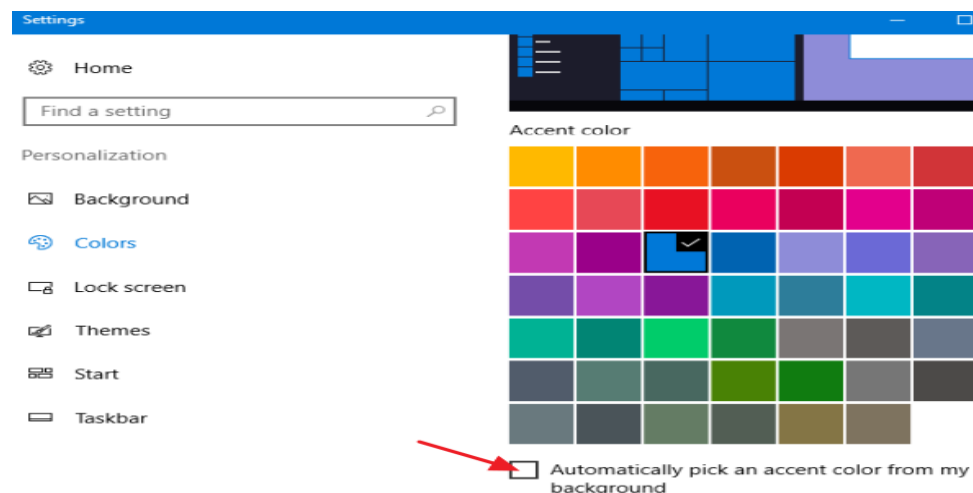 Settings
Home
Find a setting
Personalization
Background
Colors
Lock screen
Themes
Start
Taskbar
Accent color
Automatically pick an accent color from my
background